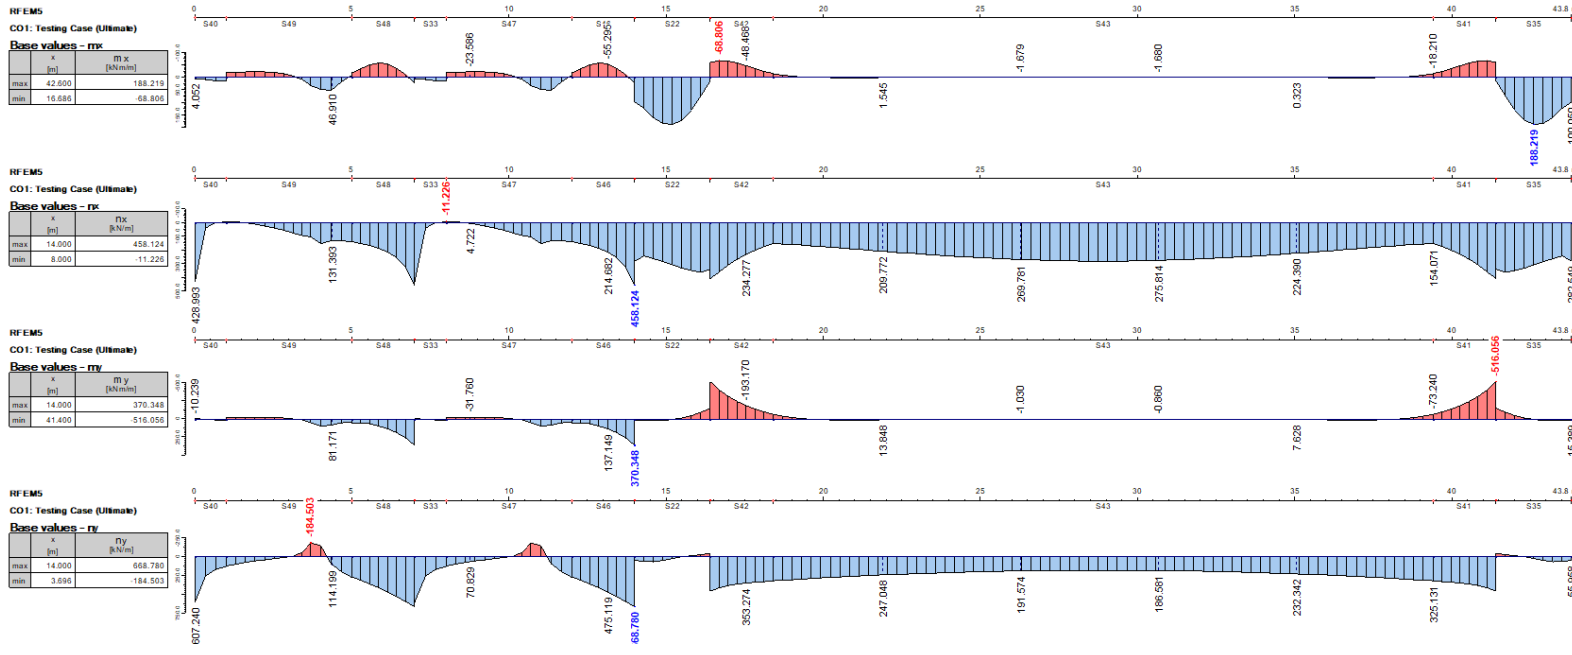 RFEM5
CO1: Testing Case (Ultimate)
Base values - mx
x [m] m x [kNm/m]
max 42.600 188.219
min 16.686 -68.806
0 5 10 15 20 25 30 35 40 43.8
S40 S49 S48 S33 S47 S46 S22 S42 S43 S41 S35
4.052 46.910 -23.586 -55.295 -68.806 -48.468 1.545 -1.679 -1.680 0.323 -18.210 188.219
RFEM5
CO1: Testing Case (Ultimate)
Base values - nx
x [m] nx [kN/m]
max 14.000 458.124
min 8.000 -11.226
0 5 10 15 20 25 30 35 40 43.8
S40 S49 S48 S33 S47 S46 S22 S42 S43 S41 S35
428.993 131.393 -11.226 4.722 214.682 458.124 234.277 209.772 269.781 275.814 224.390 154.071
RFEM5
CO1: Testing Case (Ultimate)
Base values - my
x [m] m y [kNm/m]
max 14.000 370.348
min 41.400 -516.056
0 5 10 15 20 25 30 35 40 43.8
S40 S49 S48 S33 S47 S46 S22 S42 S43 S41 S35
-10.239 81.171 -31.760 137.149 370.348 -193.170 13.848 -1.030 -0.860 7.628 -73.240 -516.056
RFEM5
CO1: Testing Case (Ultimate)
Base values - ny
x [m] ny [kN/m]
max 14.000 668.780
min 3.696 -184.503
0 5 10 15 20 25 30 35 40 43.8
S40 S49 S48 S33 S47 S46 S22 S42 S43 S41 S35
607.240 -184.503 114.199 70.829 475.119 68.780 353.274 247.048 191.574 186.581 232.342 325.131